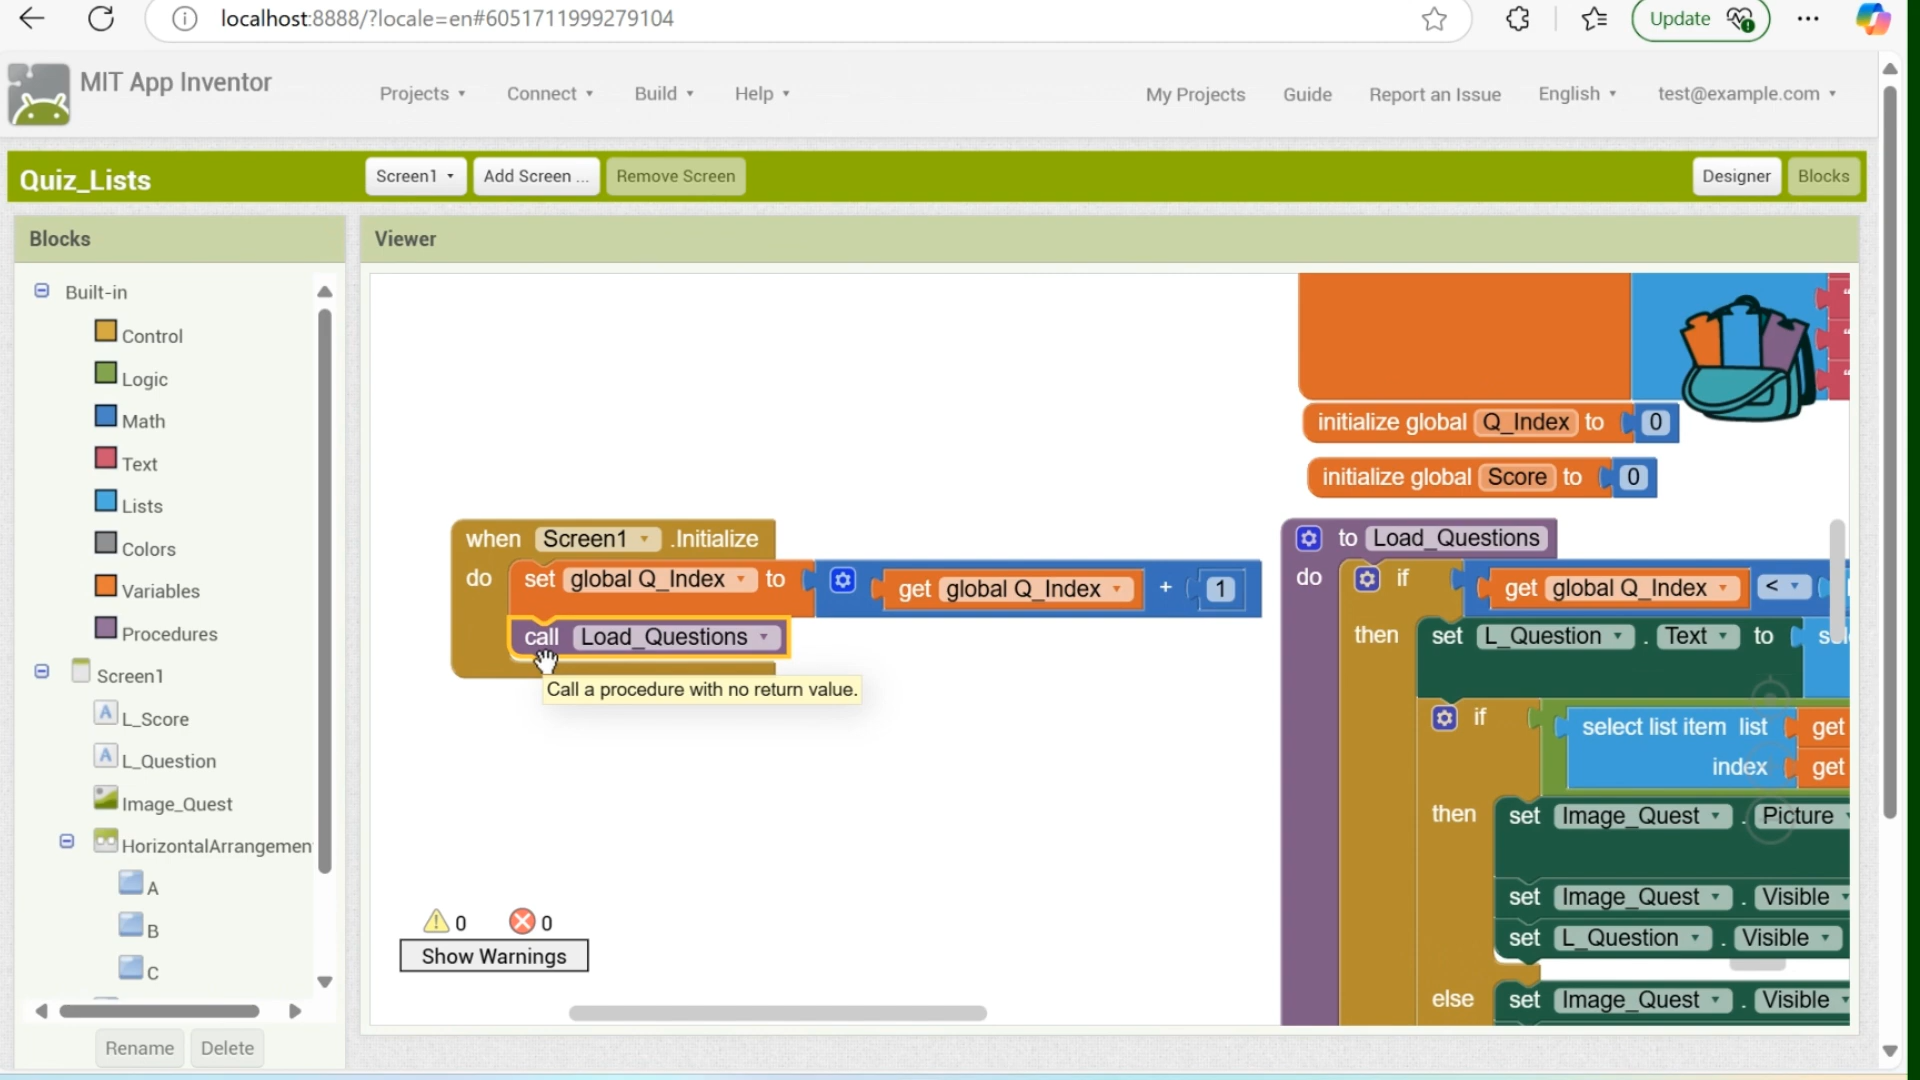 localhost:8888/?locale=en#6051711999279104
Update
MIT App Inventor
Projects
Connect
Build
Help
My Projects
Guide
Report an Issue
English
test@example.com
Quiz_Lists
Screen1
Add Screen ...
Remove Screen
Designer
Blocks
Blocks
Viewer
Built-in
Control
Logic
Math
Text
Lists
Colors
Variables
Procedures
Screen1
L_Score
L_Question
Image_Quest
HorizontalArrangemen
A
B
C
Rename
Delete
initialize global Q_Index to 0
initialize global Score to 0
when Screen1 .Initialize
do set global Q_Index to get global Q_Index + 1
call Load_Questions
Call a procedure with no return value.
to Load_Questions
do if get global Q_Index <
then set L_Question . Text to
if select list item list get
index get
then set Image_Quest . Picture
set Image_Quest . Visible
set L_Question . Visible
else set Image_Quest . Visible
0 0
Show Warnings